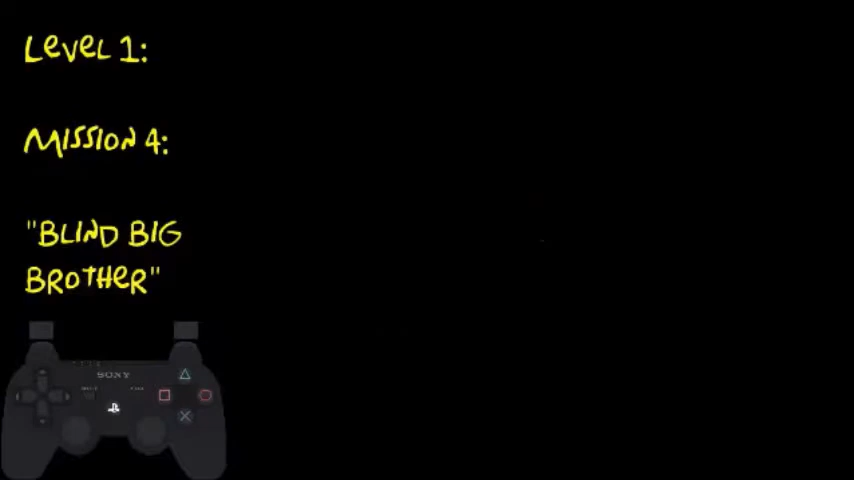 Level 1:
Mission 4:
"BLIND BIG
BROTHER"
SONY